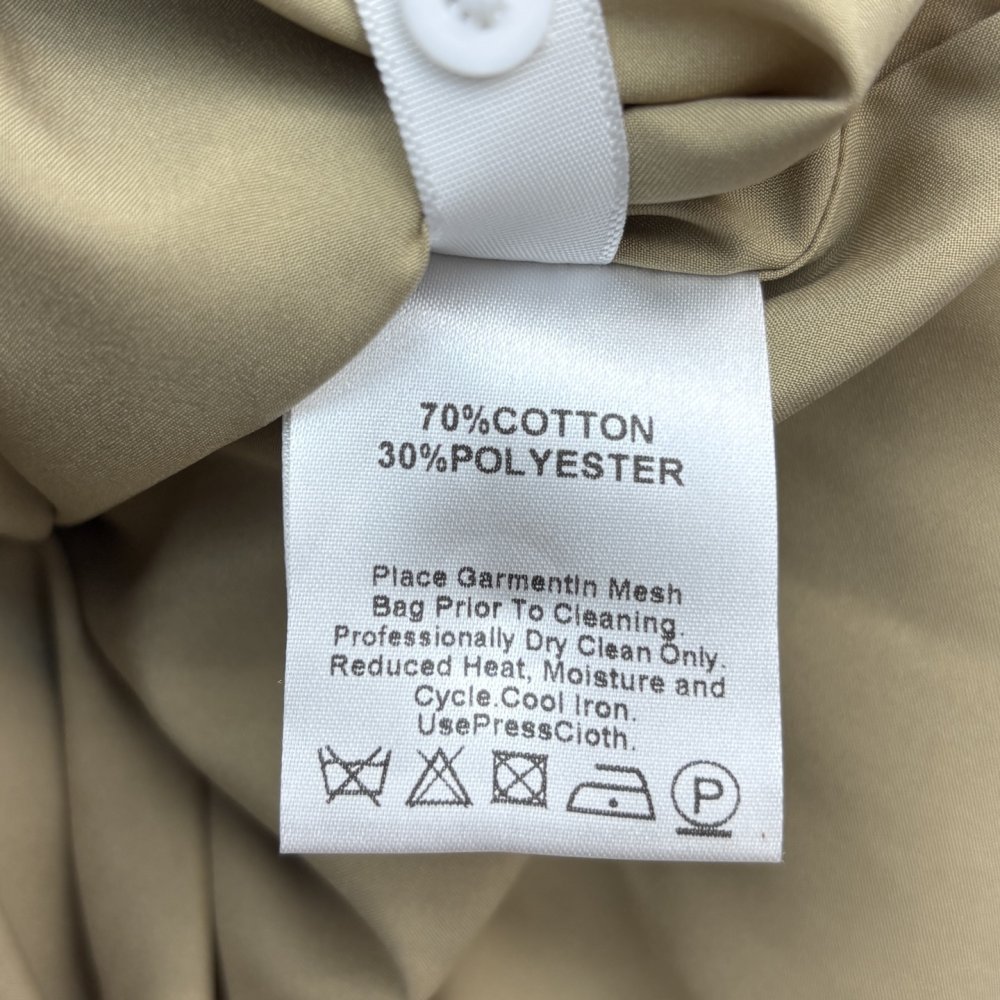 70%COTTON
30%POLYESTER
Place GarmentIn Mesh
Bag Prior To Cleaning.
Professionally Dry Clean Only.
Reduced Heat, Moisture and
Cycle.Cool Iron.
UsePressCloth.
P